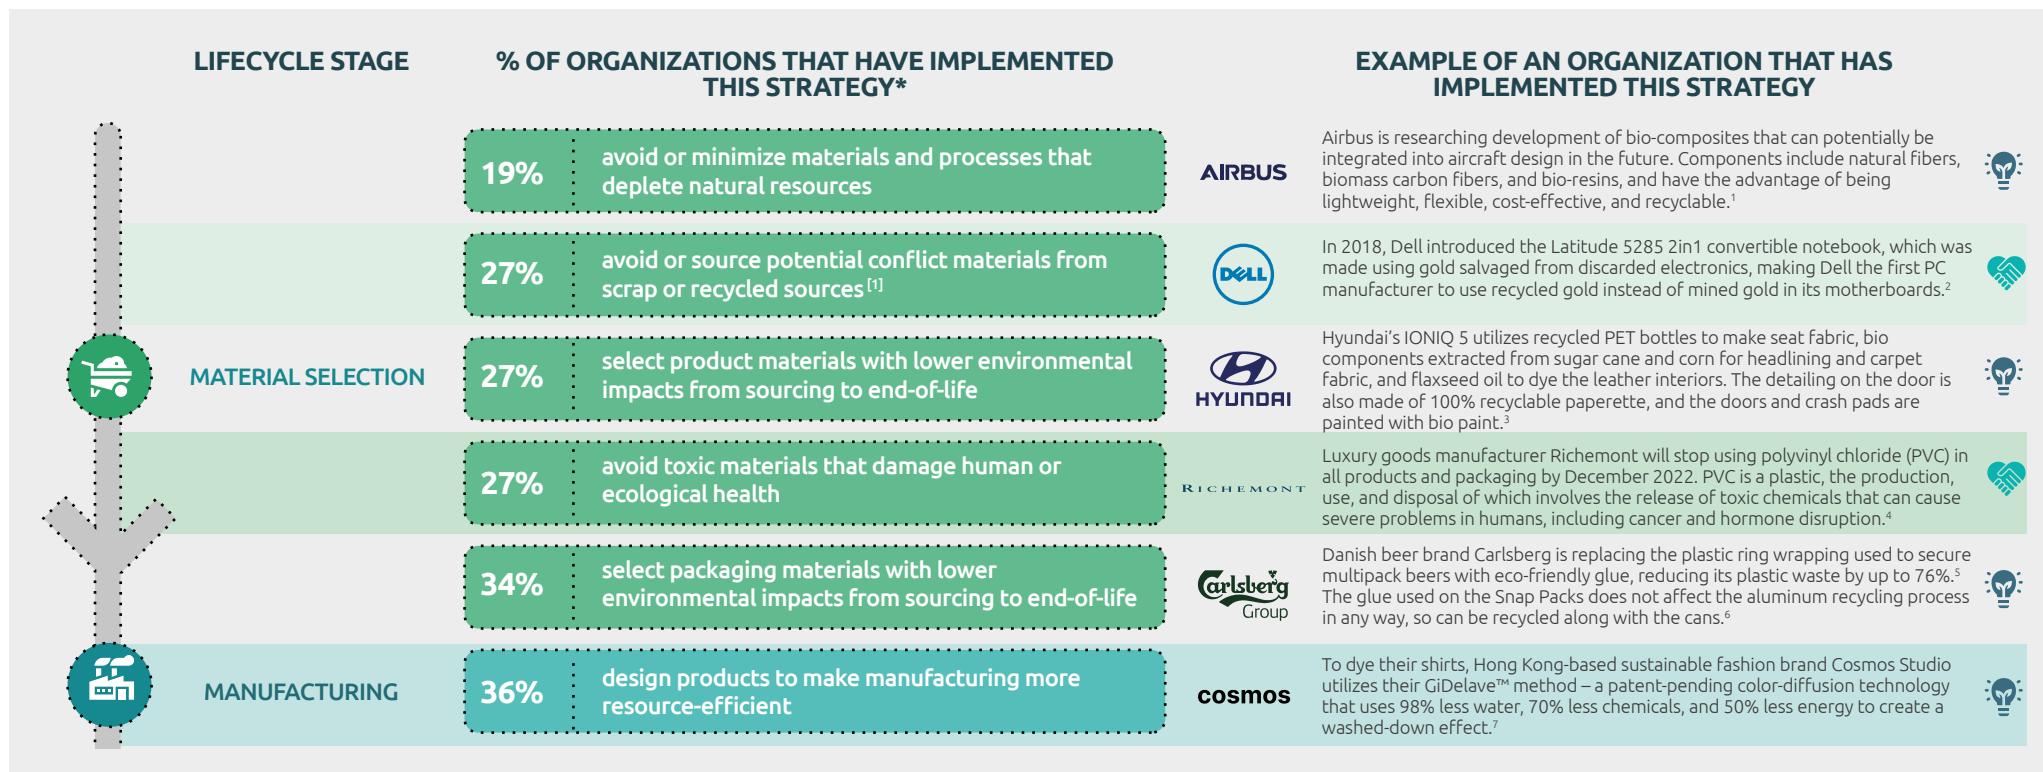 LIFECYCLE STAGE
% OF ORGANIZATIONS THAT HAVE IMPLEMENTED
THIS STRATEGY*
EXAMPLE OF AN ORGANIZATION THAT HAS
IMPLEMENTED THIS STRATEGY
19%
avoid or minimize materials and processes that
deplete natural resources
AIRBUS
Airbus is researching development of bio-composites that can potentially be
integrated into aircraft design in the future. Components include natural fibers,
biomass carbon fibers, and bio-resins, and have the advantage of being
lightweight, flexible, cost-effective, and recyclable.¹
27%
avoid or source potential conflict materials from
scrap or recycled sources [1]
DELL
In 2018, Dell introduced the Latitude 5285 2in1 convertible notebook, which was
made using gold salvaged from discarded electronics, making Dell the first PC
manufacturer to use recycled gold instead of mined gold in its motherboards.²
MATERIAL SELECTION
27%
select product materials with lower environmental
impacts from sourcing to end-of-life
HYUNDAI
Hyundai’s IONIQ 5 utilizes recycled PET bottles to make seat fabric, bio
components extracted from sugar cane and corn for headlining and carpet
fabric, and flaxseed oil to dye the leather interiors. The detailing on the door is
also made of 100% recyclable paperette, and the doors and crash pads are
painted with bio paint.³
27%
avoid toxic materials that damage human or
ecological health
RICHEMONT
Luxury goods manufacturer Richemont will stop using polyvinyl chloride (PVC) in
all products and packaging by December 2022. PVC is a plastic, the production,
use, and disposal of which involves the release of toxic chemicals that can cause
severe problems in humans, including cancer and hormone disruption.⁴
34%
select packaging materials with lower
environmental impacts from sourcing to end-of-life
Carlsberg
Group
Danish beer brand Carlsberg is replacing the plastic ring wrapping used to secure
multipack beers with eco-friendly glue, reducing its plastic waste by up to 76%.⁵
The glue used on the Snap Packs does not affect the aluminum recycling process
in any way, so can be recycled along with the cans.⁶
MANUFACTURING
36%
design products to make manufacturing more
resource-efficient
cosmos
To dye their shirts, Hong Kong-based sustainable fashion brand Cosmos Studio
utilizes their GiDelave™ method – a patent-pending color-diffusion technology
that uses 98% less water, 70% less chemicals, and 50% less energy to create a
washed-down effect.⁷